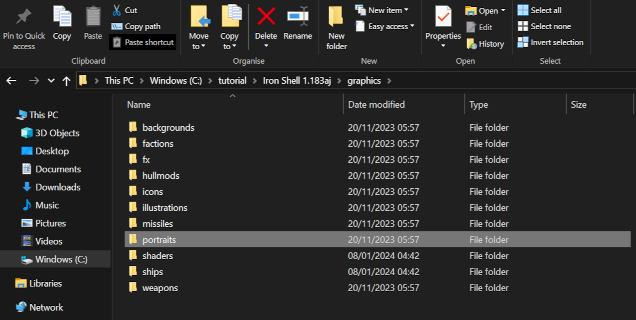 Pin to Quick access
Copy
Paste
Cut
Copy path
Paste shortcut
Clipboard
Move to
Copy to
Delete
Rename
Organise
New folder
New item
Easy access
New
Properties
Open
Edit
History
Open
Select all
Select none
Invert selection
Select
This PC > Windows (C:) > tutorial > Iron Shell 1.183aj > graphics >
Name Date modified Type Size
This PC
3D Objects
Desktop
Documents
Downloads
Music
Pictures
Videos
Windows (C:)
Libraries
Network
backgrounds 20/11/2023 05:57 File folder
factions 20/11/2023 05:57 File folder
fx 20/11/2023 05:57 File folder
hullmods 20/11/2023 05:57 File folder
icons 20/11/2023 05:57 File folder
illustrations 20/11/2023 05:57 File folder
missiles 20/11/2023 05:57 File folder
portraits 20/11/2023 05:57 File folder
shaders 08/01/2024 04:42 File folder
ships 08/01/2024 04:42 File folder
weapons 20/11/2023 05:57 File folder